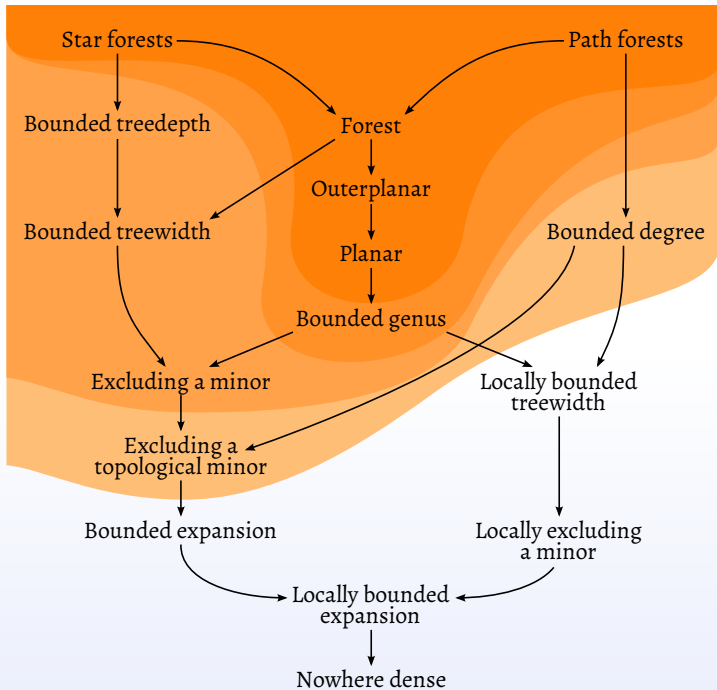 Star forests
Path forests
Bounded treedepth
Forest
Outerplanar
Bounded treewidth
Bounded degree
Planar
Bounded genus
Excluding a minor
Locally bounded
treewidth
Excluding a
topological minor
Bounded expansion
Locally excluding
a minor
Locally bounded
expansion
Nowhere dense